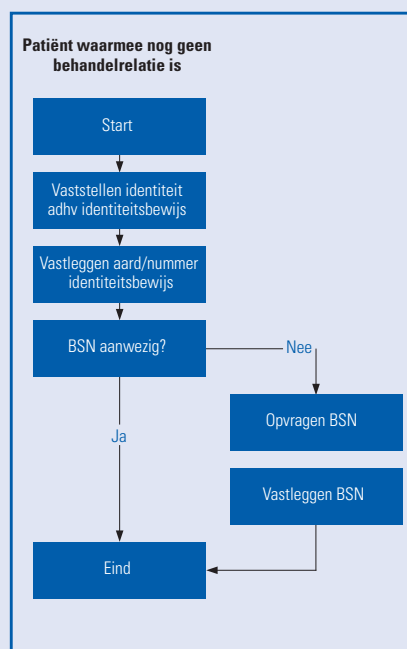 Patiënt waarmee nog geen
behandelrelatie is
Start
Vaststellen identiteit
adhv identiteitsbewijs
Vastleggen aard/nummer
identiteitsbewijs
BSN aanwezig?
Nee
Opvragen BSN
Ja
Vastleggen BSN
Eind